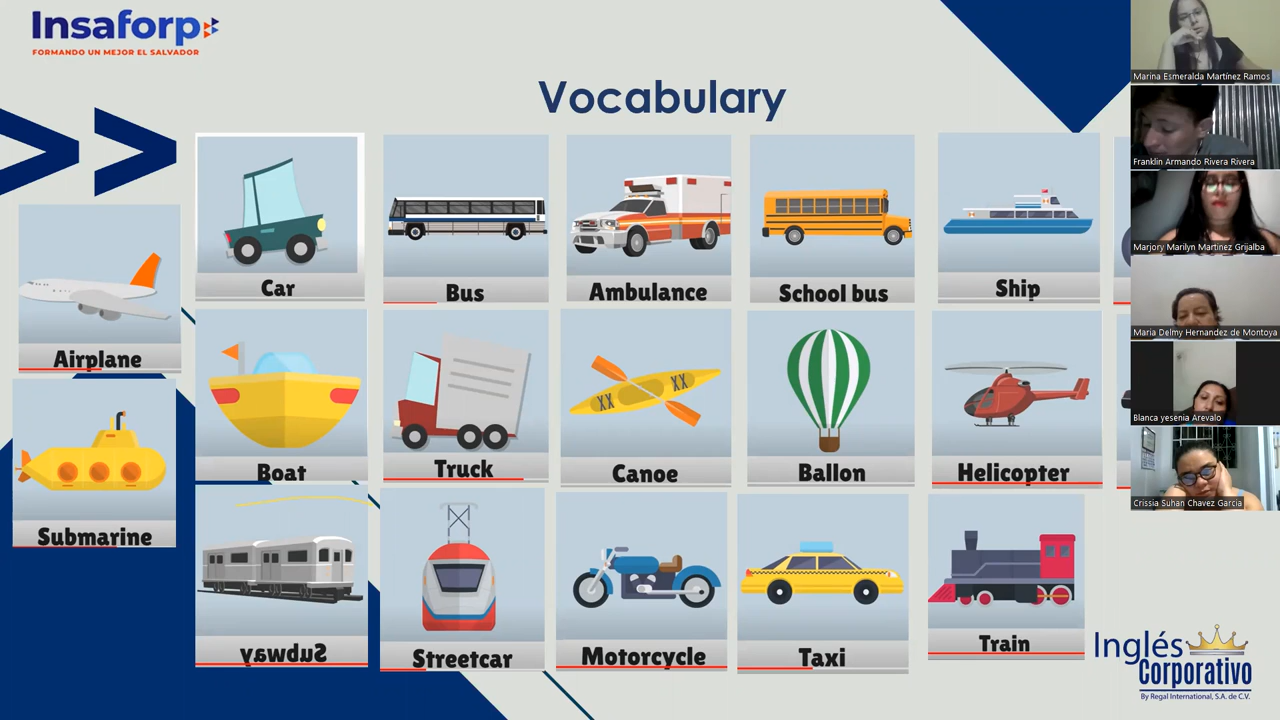 Insaforp
FORMANDO UN MEJOR EL SALVADOR
Vocabulary
Car
Bus
Ambulance
School bus
Ship
Airplane
Boat
Truck
Canoe
Ballon
Helicopter
Submarine
Subway
Streetcar
Motorcycle
Taxi
Train
Marina Esmeralda Martínez Ramos
Franklin Armando Rivera Rivera
Marjory Marilyn Martinez Grijalba
Maria Delmy Hernandez de Montoya
Blanca yesenia Arevalo
Crissia Suhan Chavez Garcia
Inglés
Corporativo
By Regal International, S.A. de C.V.